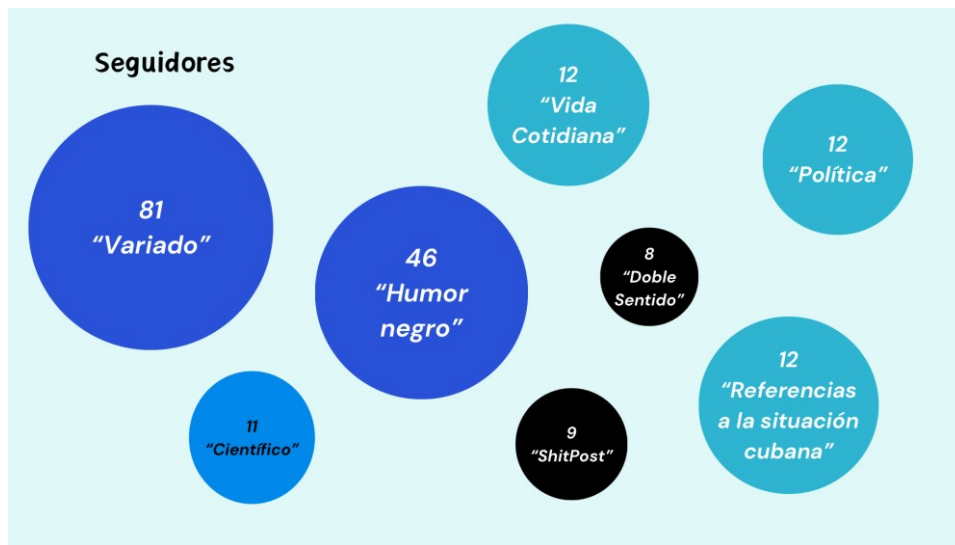 Seguidores
12
“Vida
Cotidiana”
12
“Política”
81
“Variado”
46
“Humor
negro”
8
“Doble
Sentido”
12
“Referencias
a la situación
cubana”
11
“Científico”
9
“ShitPost”